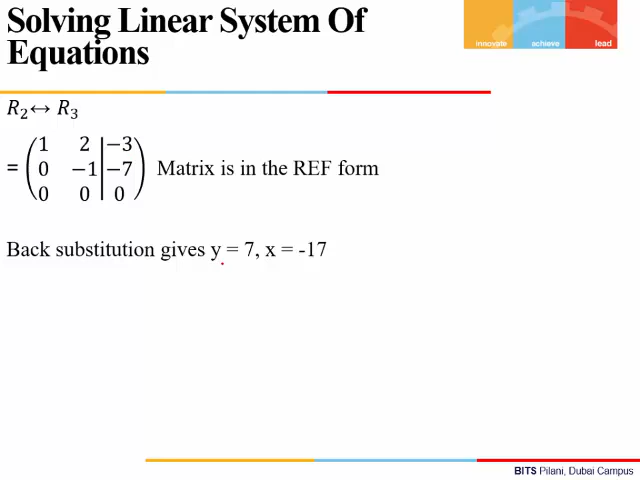 Solving Linear System Of
Equations
innovate achieve lead
R₂↔ R₃
= (1 2 | −3
0 −1 | −7
0 0 | 0) Matrix is in the REF form
Back substitution gives y = 7, x = -17
BITS Pilani, Dubai Campus